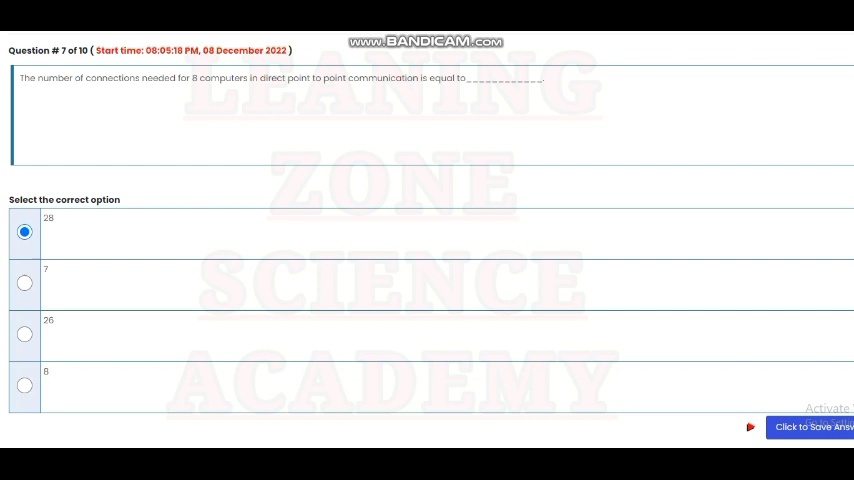 www.BANDICAM.com
Question # 7 of 10 ( Start time: 08:05:18 PM, 08 December 2022 )
The number of connections needed for 8 computers in direct point to point communication is equal to____________.
LEANING
ZONE
SCIENCE
ACADEMY
Select the correct option
28
7
26
8
Activate
Click to Save Answ